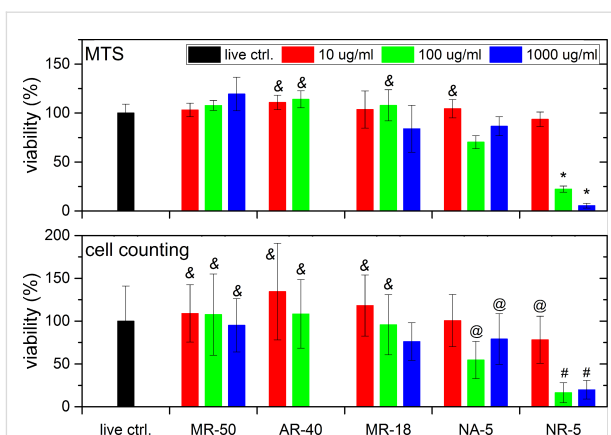 MTS
live ctrl. 10 ug/ml 100 ug/ml 1000 ug/ml
viability (%)
150
100
50
0
& & & &
* *
cell counting
viability (%)
200
150
100
50
0
& & & & & & & @ @ @ # #
live ctrl. MR-50 AR-40 MR-18 NA-5 NR-5